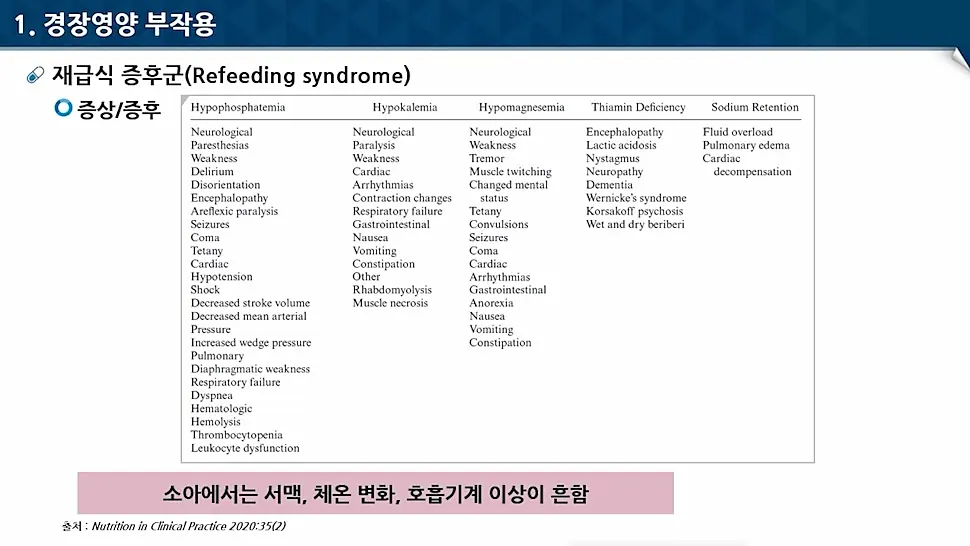 1. 경장영양 부작용
재급식 증후군(Refeeding syndrome)
증상/증후
Hypophosphatemia
Neurological
Paresthesias
Weakness
Delirium
Disorientation
Encephalopathy
Areflexic paralysis
Seizures
Coma
Tetany
Cardiac
Hypotension
Shock
Decreased stroke volume
Decreased mean arterial
Pressure
Increased wedge pressure
Pulmonary
Diaphragmatic weakness
Respiratory failure
Dyspnea
Hematologic
Hemolysis
Thrombocytopenia
Leukocyte dysfunction
Hypokalemia
Neurological
Paralysis
Weakness
Cardiac
Arrhythmias
Contraction changes
Respiratory failure
Gastrointestinal
Nausea
Vomiting
Constipation
Other
Rhabdomyolysis
Muscle necrosis
Hypomagnesemia
Neurological
Weakness
Tremor
Muscle twitching
Changed mental
status
Tetany
Convulsions
Seizures
Coma
Cardiac
Arrhythmias
Gastrointestinal
Anorexia
Nausea
Vomiting
Constipation
Thiamin Deficiency
Encephalopathy
Lactic acidosis
Nystagmus
Neuropathy
Dementia
Wernicke's syndrome
Korsakoff psychosis
Wet and dry beriberi
Sodium Retention
Fluid overload
Pulmonary edema
Cardiac
decompensation
소아에서는 서맥, 체온 변화, 호흡기계 이상이 흔함
출처 : Nutrition in Clinical Practice 2020:35(2)